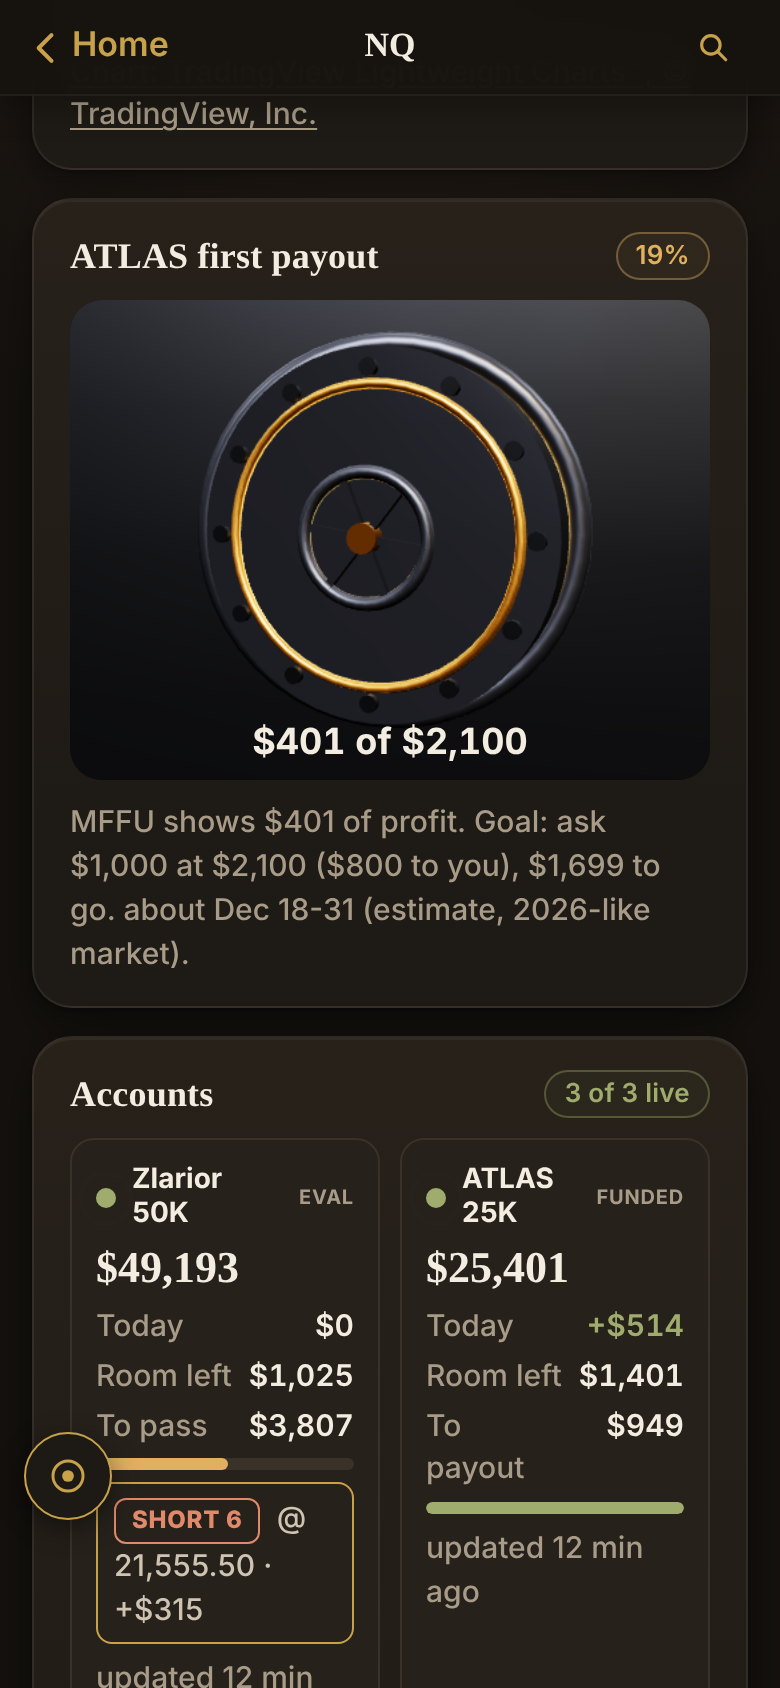 Home
NQ
Chart: TradingView Lightweight Charts
TradingView, Inc.
ATLAS first payout
19%
$401 of $2,100
MFFU shows $401 of profit. Goal: ask
$1,000 at $2,100 ($800 to you), $1,699 to
go. about Dec 18-31 (estimate, 2026-like
market).
Accounts
3 of 3 live
Zlarior
50K
EVAL
$49,193
Today $0
Room left $1,025
To pass $3,807
SHORT 6 @
21,555.50 ·
+$315
updated 12 min
ATLAS
25K
FUNDED
$25,401
Today +$514
Room left $1,401
To $949
payout
updated 12 min
ago